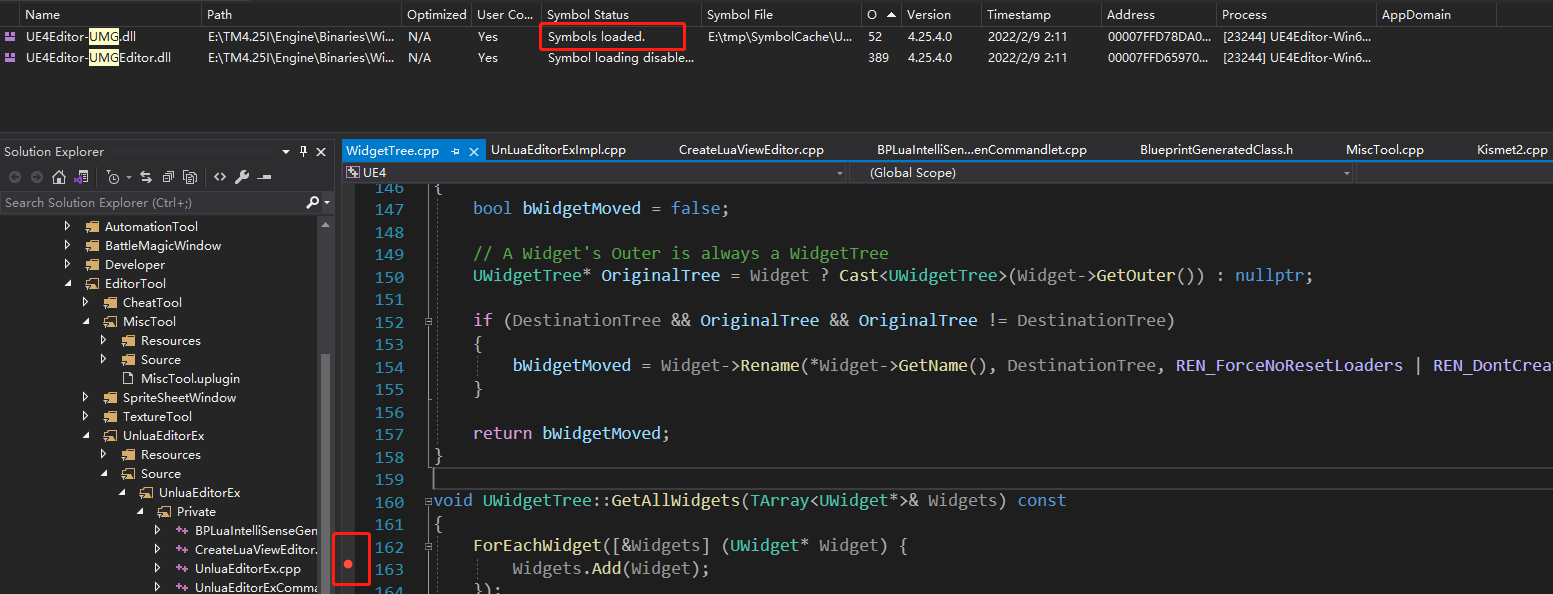 Name Path Optimized User Co... Symbol Status Symbol File O Version Timestamp Address Process AppDomain
UE4Editor-UMG.dll E:\TM4.25I\Engine\Binaries\Wi... N/A Yes Symbols loaded. E:\tmp\SymbolCache\U... 52 4.25.4.0 2022/2/9 2:11 00007FFD78DA0... [23244] UE4Editor-Win6...
UE4Editor-UMGEditor.dll E:\TM4.25I\Engine\Binaries\Wi... N/A Yes Symbol loading disable... 389 4.25.4.0 2022/2/9 2:11 00007FFD65970... [23244] UE4Editor-Win6...
Solution Explorer
Search Solution Explorer (Ctrl+;)
AutomationTool
BattleMagicWindow
Developer
EditorTool
CheatTool
MiscTool
Resources
Source
MiscTool.uplugin
SpriteSheetWindow
TextureTool
UnluaEditorEx
Resources
Source
UnluaEditorEx
Private
BPLuaIntelliSenseGen
CreateLuaViewEditor.
UnluaEditorEx.cpp
UnluaEditorExComma
WidgetTree.cpp UnLuaEditorExImpl.cpp CreateLuaViewEditor.cpp BPLuaIntelliSen...enCommandlet.cpp BlueprintGeneratedClass.h MiscTool.cpp Kismet2.cpp
UE4 (Global Scope)
146 {
147 bool bWidgetMoved = false;
148
149 // A Widget's Outer is always a WidgetTree
150 UWidgetTree* OriginalTree = Widget ? Cast<UWidgetTree>(Widget->GetOuter()) : nullptr;
151
152 if (DestinationTree && OriginalTree && OriginalTree != DestinationTree)
153 {
154 bWidgetMoved = Widget->Rename(*Widget->GetName(), DestinationTree, REN_ForceNoResetLoaders | REN_DontCrea
155 }
156
157 return bWidgetMoved;
158 }
159
160 void UWidgetTree::GetAllWidgets(TArray<UWidget*>& Widgets) const
161 {
162 ForEachWidget([&Widgets] (UWidget* Widget) {
163 Widgets.Add(Widget);
164 });